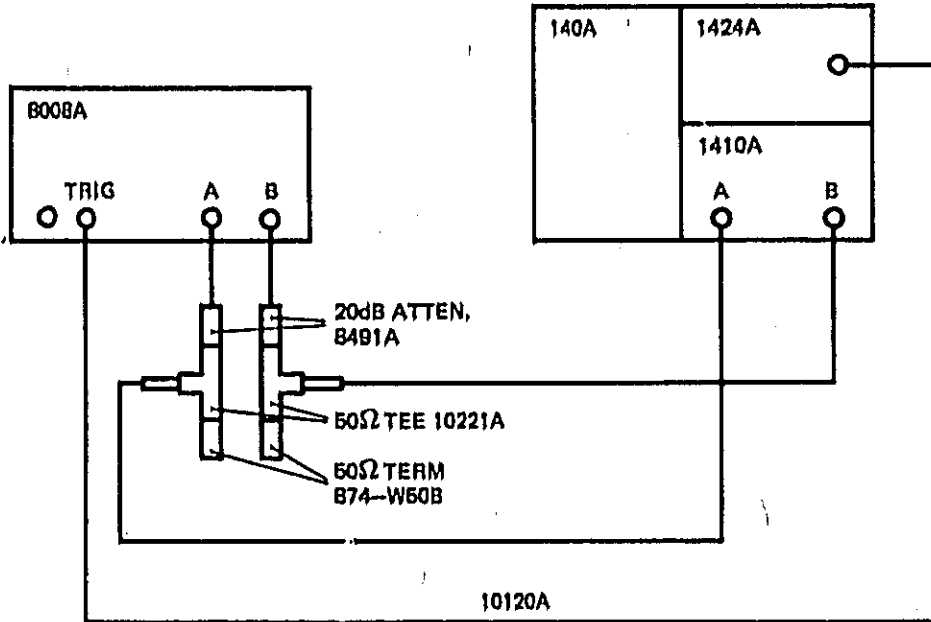 140A
1424A
8008A
1410A
TRIG
A
B
A
B
20dB ATTEN,
8491A
50Ω TEE 10221A
50Ω TERM
874–W50B
10120A